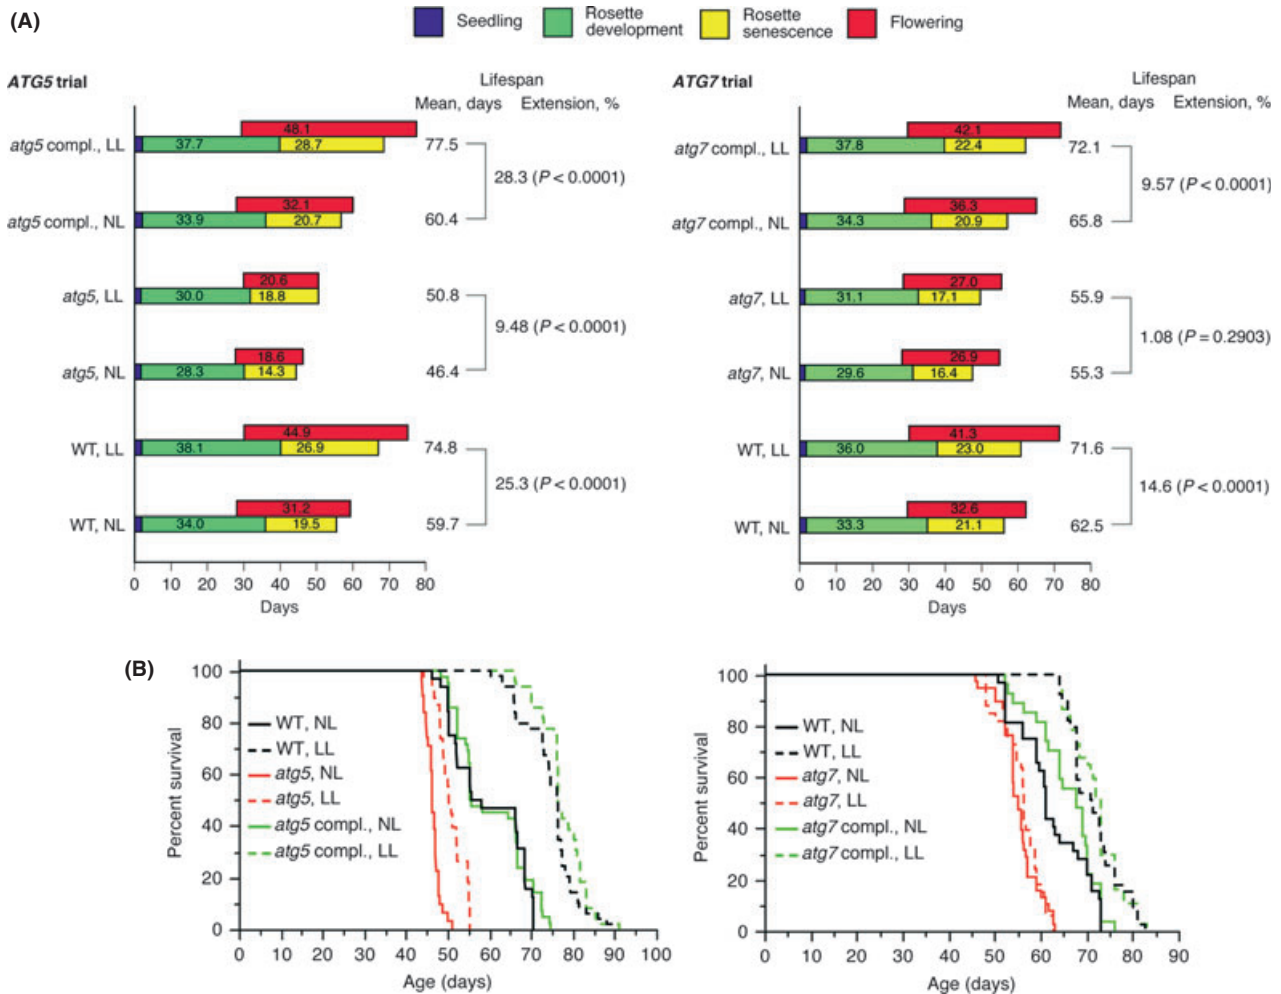 (A)
Seedling
Rosette development
Rosette senescence
Flowering
ATG5 trial
Lifespan
Mean, days Extension, %
atg5 compl., LL
48.1
37.7 28.7
77.5
28.3 (P < 0.0001)
atg5 compl., NL
32.1
33.9 20.7
60.4
atg5, LL
20.6
30.0 18.8
50.8
9.48 (P < 0.0001)
atg5, NL
18.6
28.3 14.3
46.4
WT, LL
44.9
38.1 26.9
74.8
25.3 (P < 0.0001)
WT, NL
31.2
34.0 19.5
59.7
0 10 20 30 40 50 60 70 80
Days
ATG7 trial
Lifespan
Mean, days Extension, %
atg7 compl., LL
42.1
37.8 22.4
72.1
9.57 (P < 0.0001)
atg7 compl., NL
36.3
34.3 20.9
65.8
atg7, LL
27.0
31.1 17.1
55.9
1.08 (P = 0.2903)
atg7, NL
26.9
29.6 16.4
55.3
WT, LL
41.3
36.0 23.0
71.6
14.6 (P < 0.0001)
WT, NL
32.6
33.3 21.1
62.5
0 10 20 30 40 50 60 70 80
Days
(B)
Percent survival
100
80
60
40
20
0
WT, NL
WT, LL
atg5, NL
atg5, LL
atg5 compl., NL
atg5 compl., LL
0 10 20 30 40 50 60 70 80 90 100
Age (days)
Percent survival
100
80
60
40
20
0
WT, NL
WT, LL
atg7, NL
atg7, LL
atg7 compl., NL
atg7 compl., LL
0 10 20 30 40 50 60 70 80 90
Age (days)